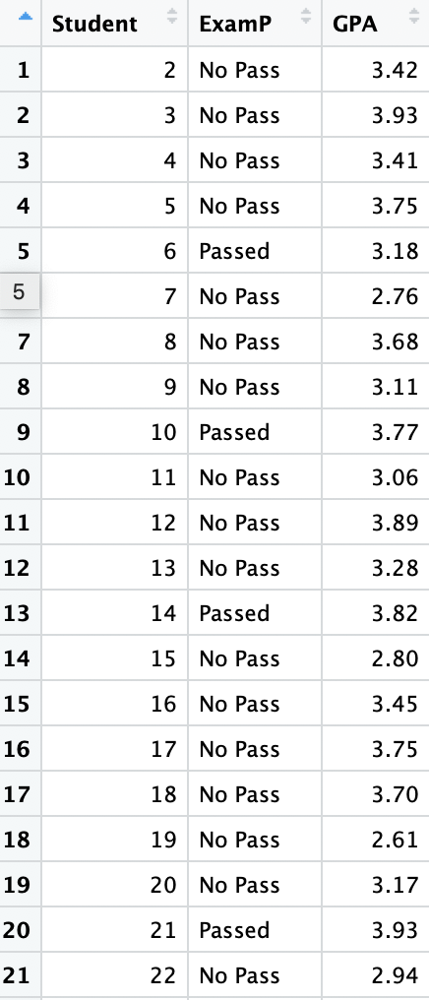 Student ExamP GPA
1 2 No Pass 3.42
2 3 No Pass 3.93
3 4 No Pass 3.41
4 5 No Pass 3.75
5 6 Passed 3.18
5 7 No Pass 2.76
7 8 No Pass 3.68
8 9 No Pass 3.11
9 10 Passed 3.77
10 11 No Pass 3.06
11 12 No Pass 3.89
12 13 No Pass 3.28
13 14 Passed 3.82
14 15 No Pass 2.80
15 16 No Pass 3.45
16 17 No Pass 3.75
17 18 No Pass 3.70
18 19 No Pass 2.61
19 20 No Pass 3.17
20 21 Passed 3.93
21 22 No Pass 2.94